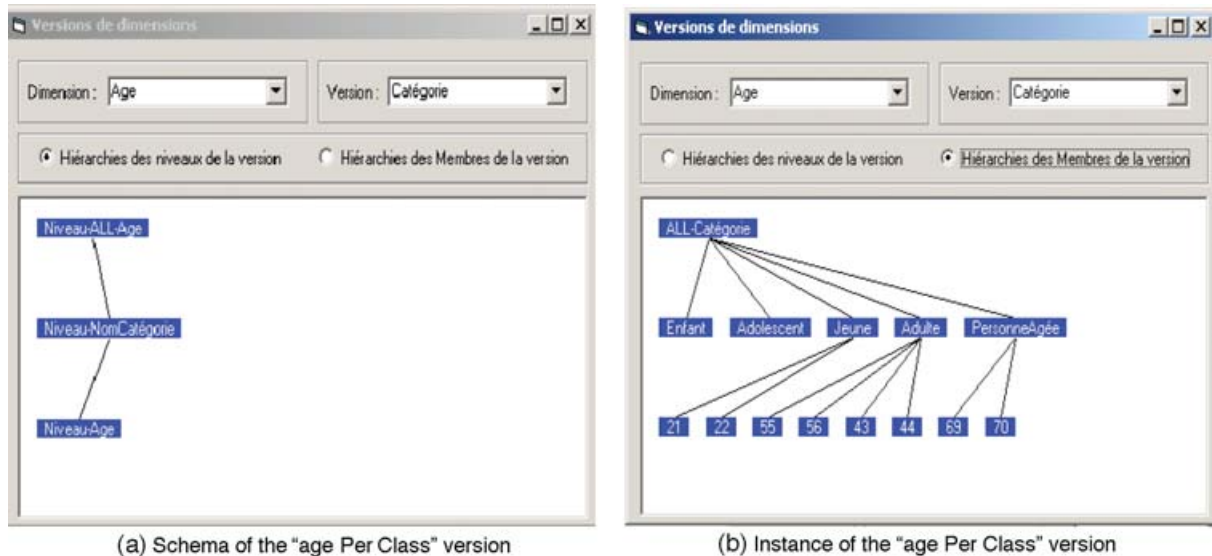 Versions de dimensions
Dimension : Age
Version : Catégorie
Hiérarchies des niveaux de la version
Hiérarchies des Membres de la version
Niveau-ALL-Age
Niveau-NomCatégorie
Niveau-Age
(a) Schema of the “age Per Class” version
Versions de dimensions
Dimension : Age
Version : Catégorie
Hiérarchies des niveaux de la version
Hiérarchies des Membres de la version
ALL-Catégorie
Enfant Adolescent Jeune Adulte PersonneAgée
21 22 55 56 43 44 69 70
(b) Instance of the “age Per Class” version